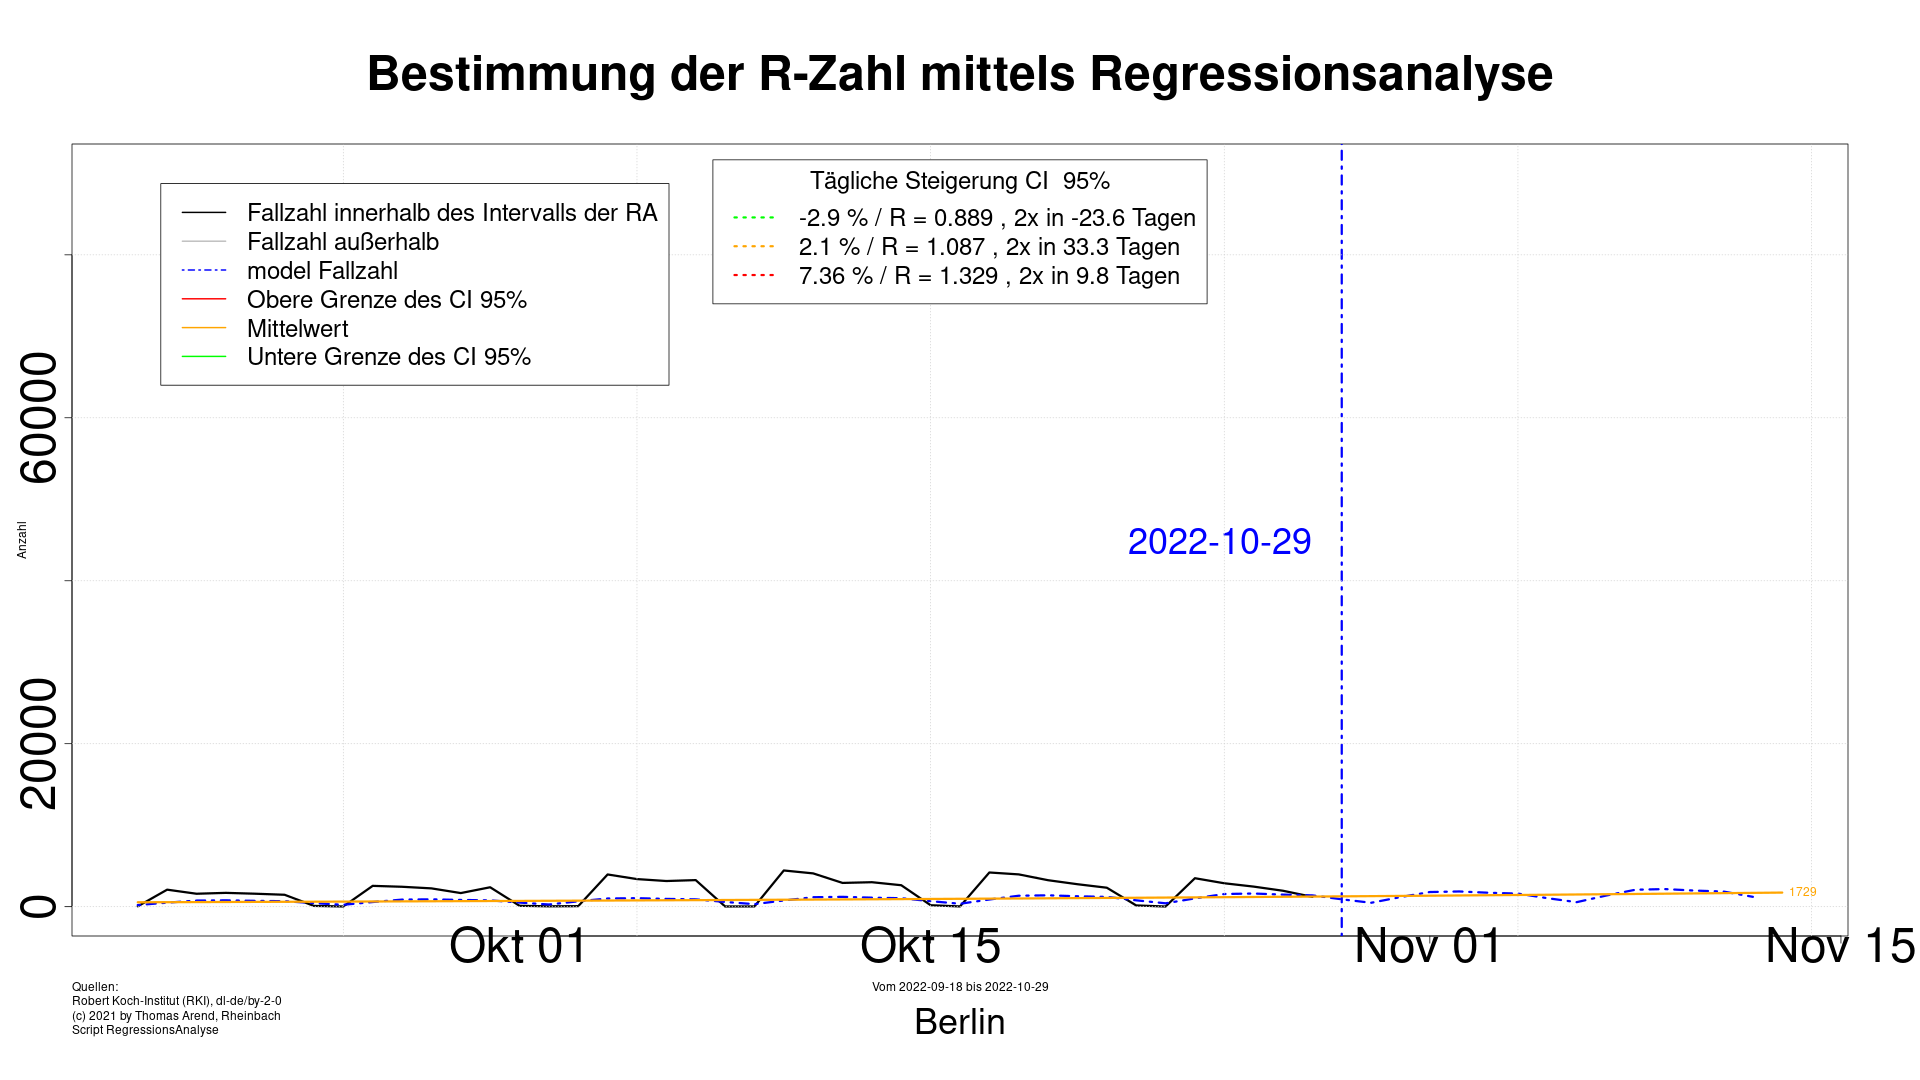 Bestimmung der R-Zahl mittels Regressionsanalyse
Fallzahl innerhalb des Intervalls der RA
Fallzahl außerhalb
model Fallzahl
Obere Grenze des CI 95%
Mittelwert
Untere Grenze des CI 95%
Tägliche Steigerung CI  95%
-2.9 % / R = 0.889 , 2x in -23.6 Tagen
2.1 % / R = 1.087 , 2x in 33.3 Tagen
7.36 % / R = 1.329 , 2x in 9.8 Tagen
60000
Anzahl
20000
0
2022-10-29
1729
Okt 01
Okt 15
Nov 01
Nov 15
Quellen:
Robert Koch-Institut (RKI), dl-de/by-2-0
(c) 2021 by Thomas Arend, Rheinbach
Script RegressionsAnalyse
Vom 2022-09-18 bis 2022-10-29
Berlin